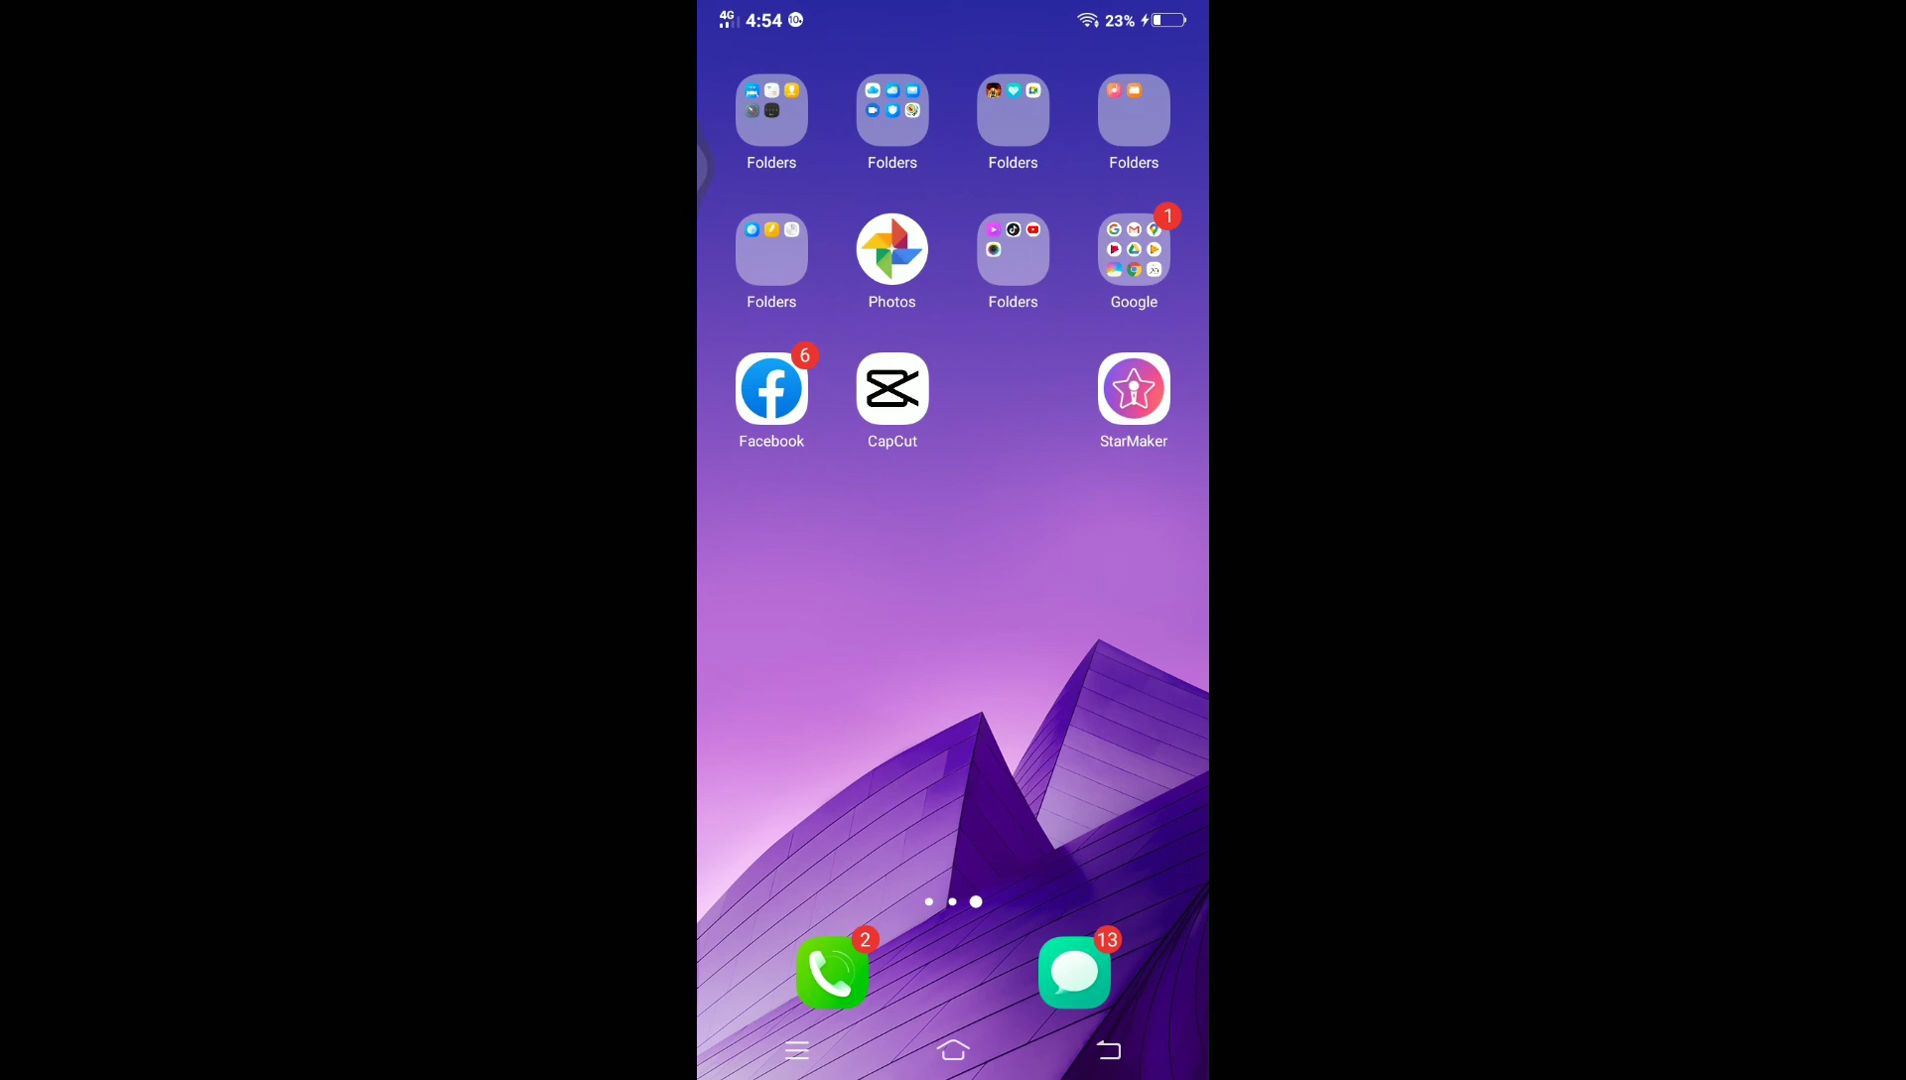 4G 4:54 10+ 23%
Folders Folders Folders Folders
1
Folders Photos Folders Google
6
Facebook CapCut StarMaker
2 13